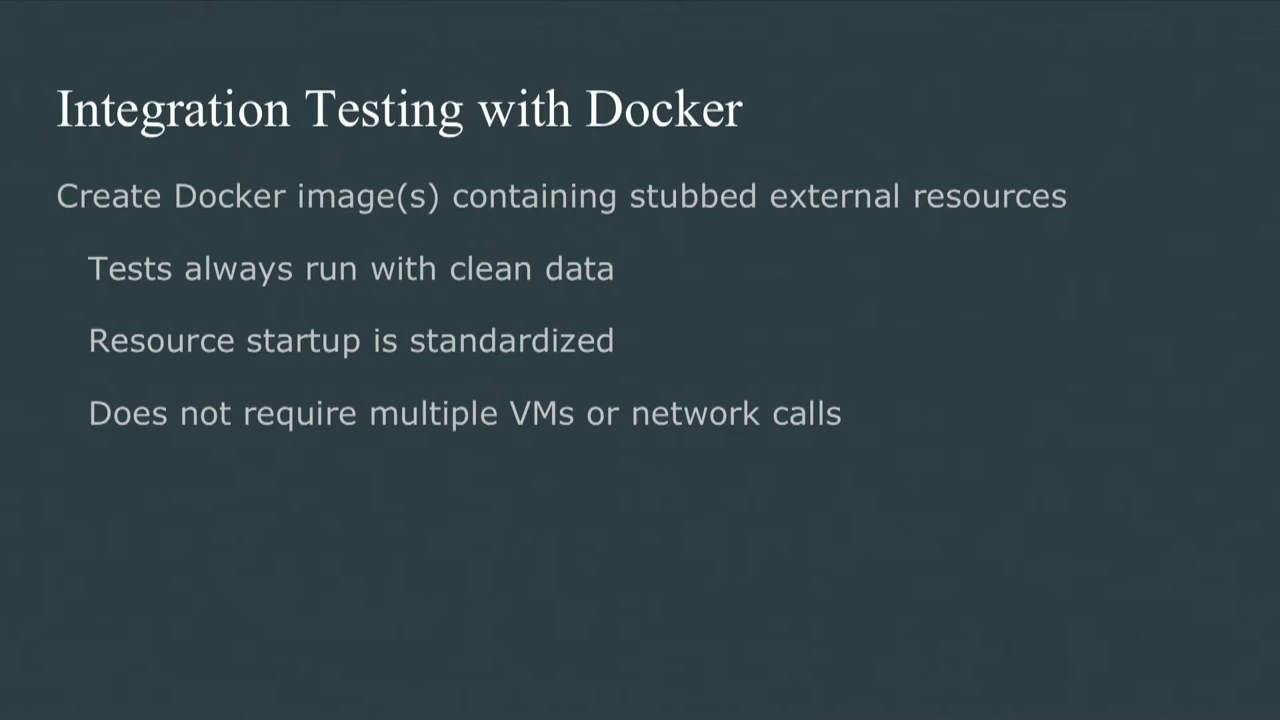 Integration Testing with Docker
Create Docker image(s) containing stubbed external resources
Tests always run with clean data
Resource startup is standardized
Does not require multiple VMs or network calls